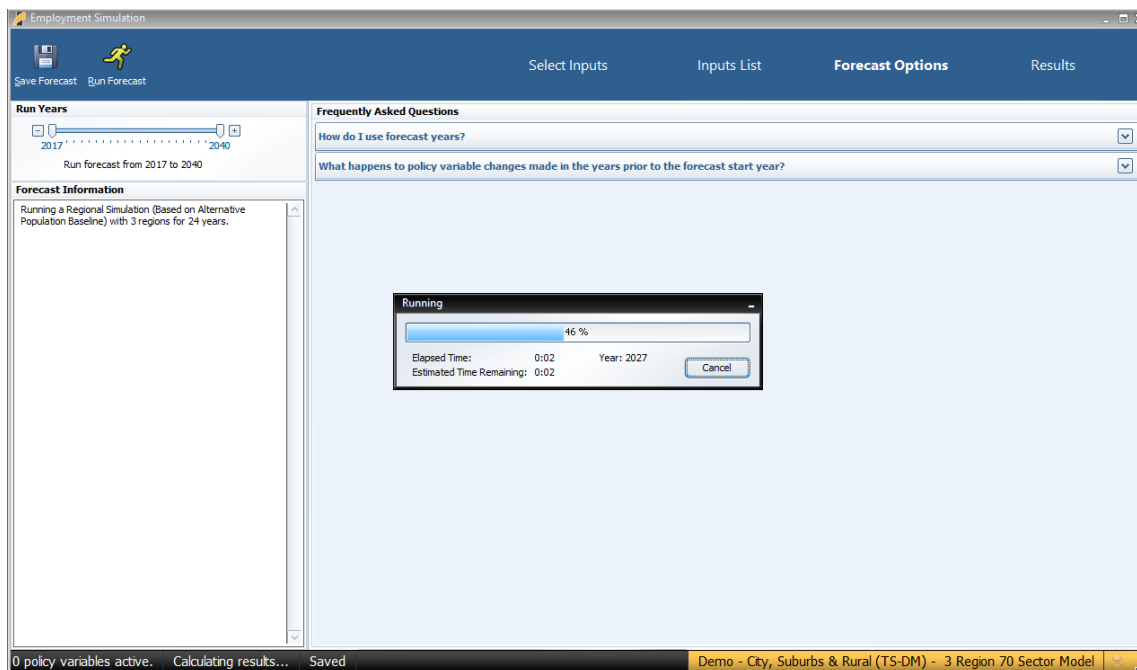 Employment Simulation
Save Forecast
Run Forecast
Select Inputs
Inputs List
Forecast Options
Results
Run Years
2017
2040
Run forecast from 2017 to 2040
Forecast Information
Running a Regional Simulation (Based on Alternative
Population Baseline) with 3 regions for 24 years.
Frequently Asked Questions
How do I use forecast years?
What happens to policy variable changes made in the years prior to the forecast start year?
Running
46 %
Elapsed Time: 0:02 Year: 2027
Estimated Time Remaining: 0:02
Cancel
0 policy variables active. Calculating results... Saved
Demo - City, Suburbs & Rural (TS-DM) - 3 Region 70 Sector Model